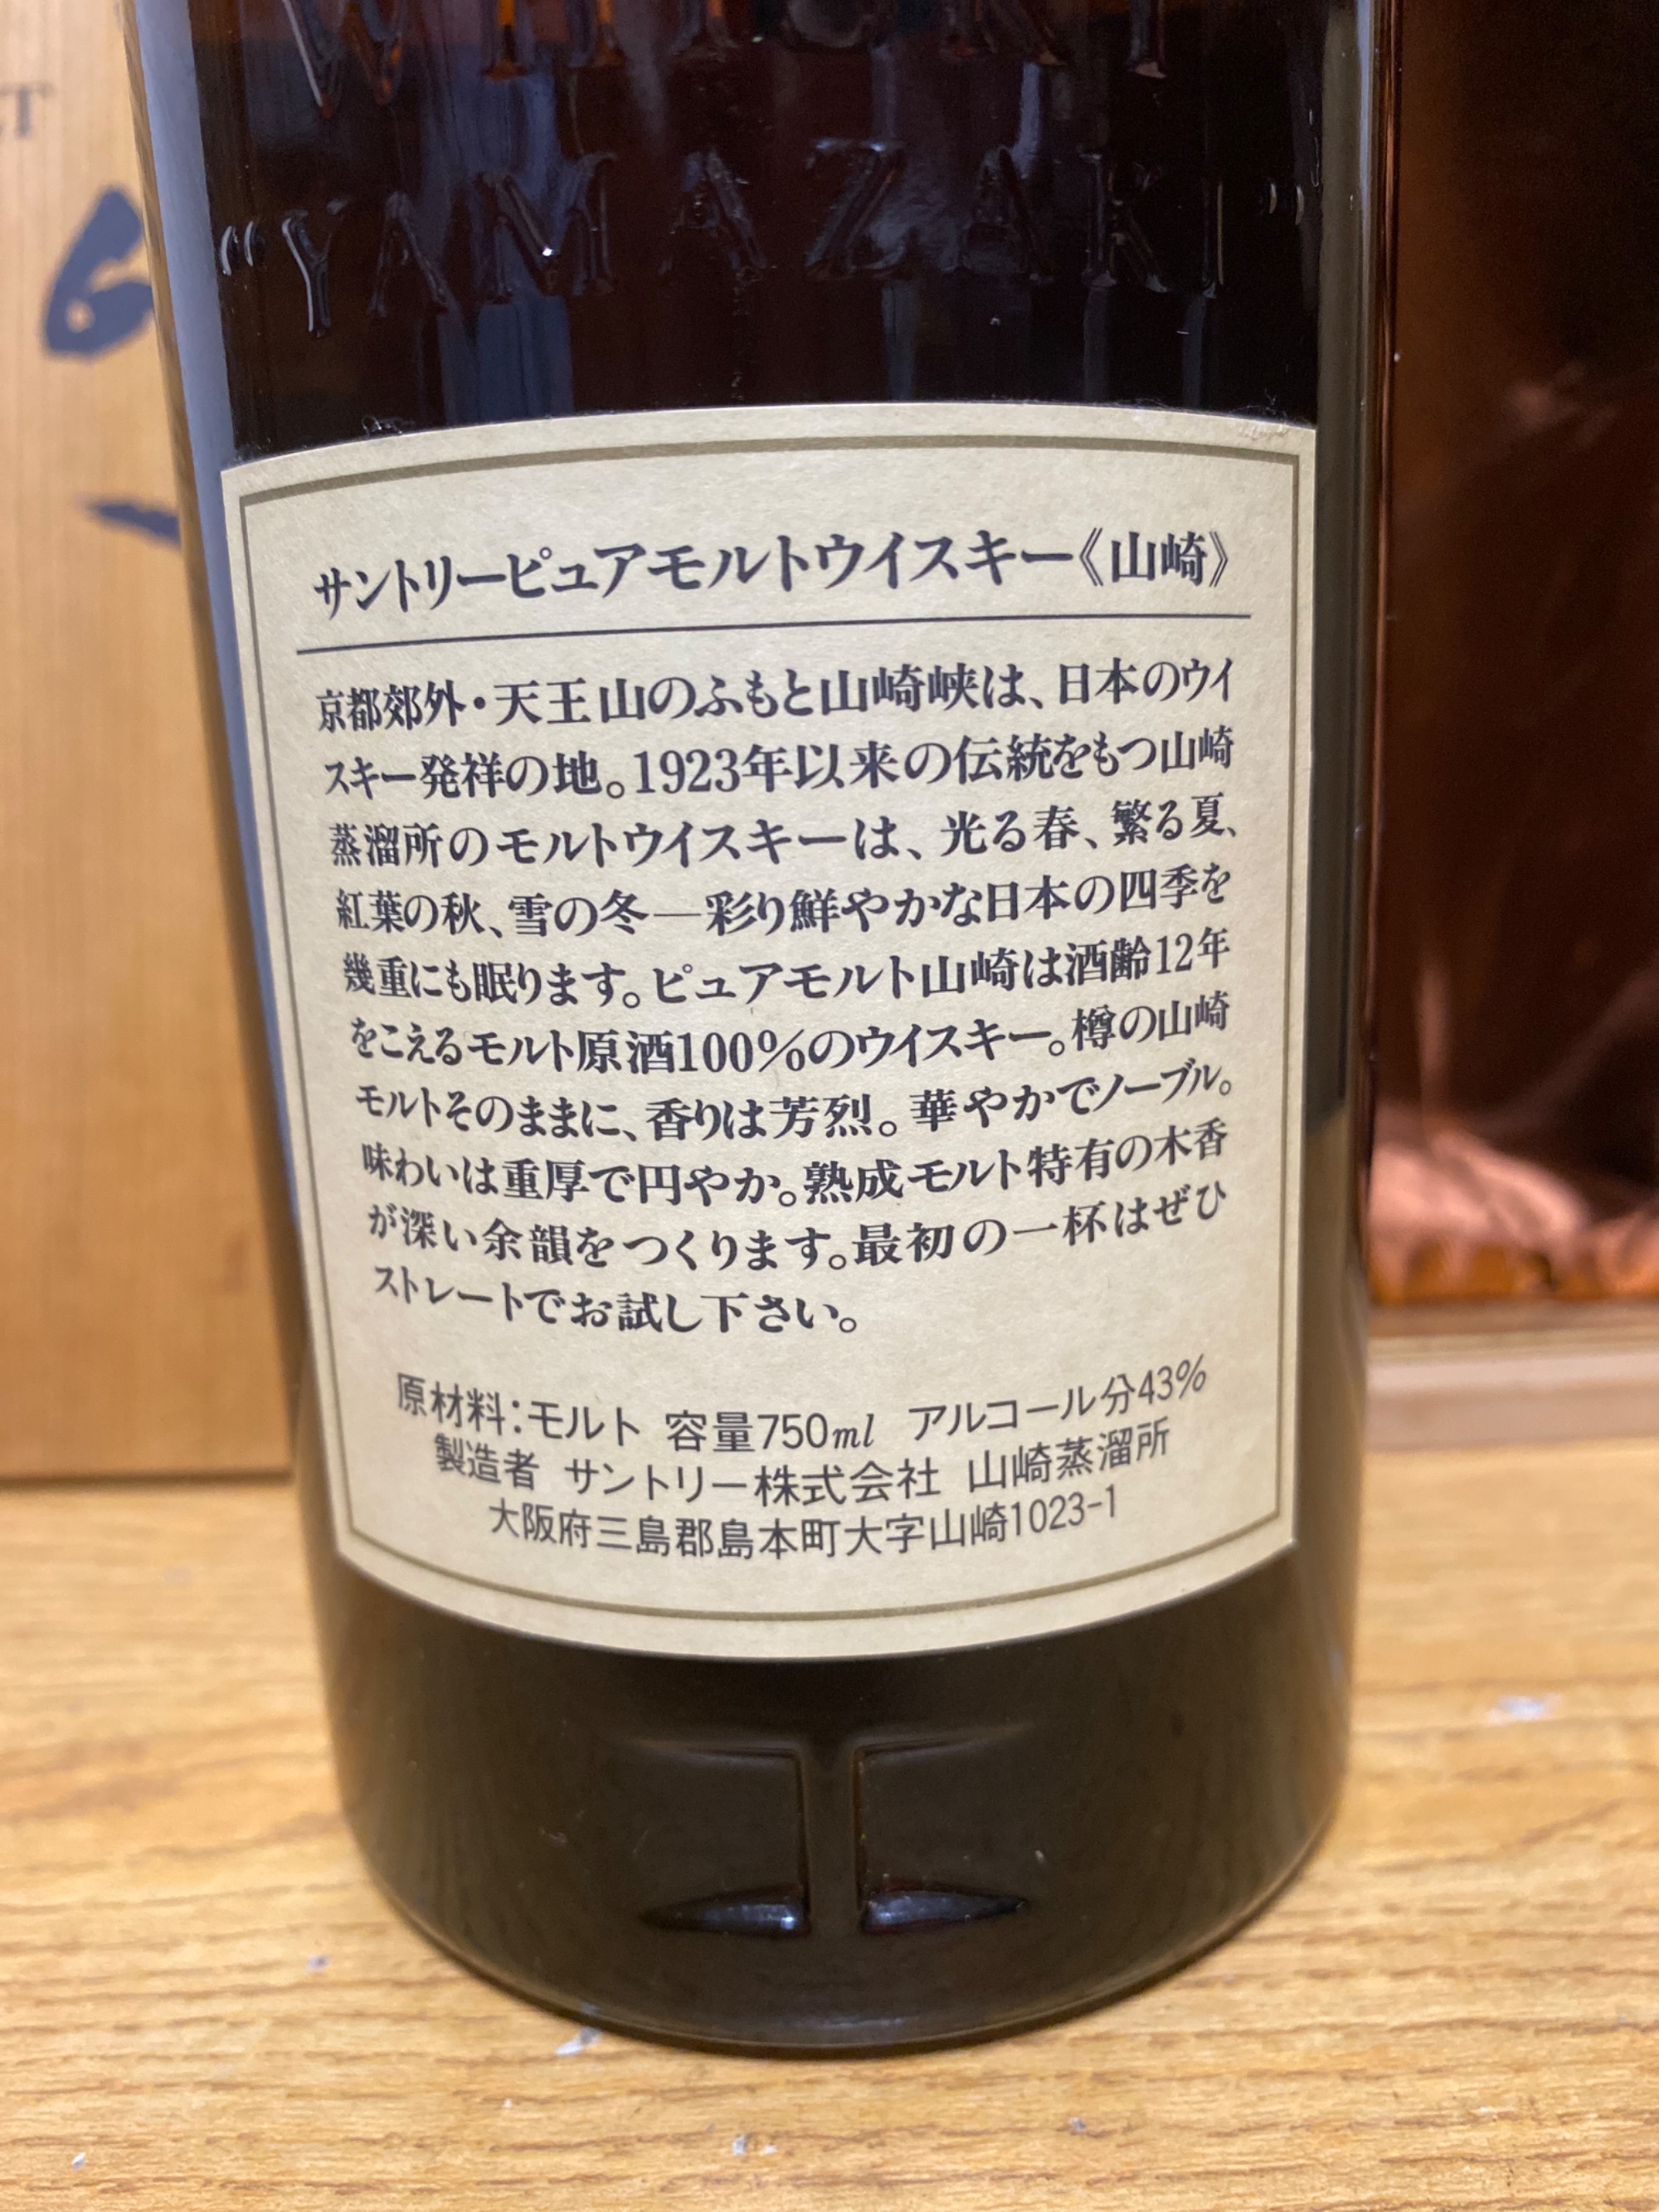 "YAMAZAKI"
サントリーピュアモルトウイスキー《山崎》
京都郊外・天王山のふもと山崎峡は、日本のウイ
スキー発祥の地。1923年以来の伝統をもつ山崎
蒸溜所のモルトウイスキーは、光る春、繁る夏、
紅葉の秋、雪の冬―彩り鮮やかな日本の四季を
幾重にも眠ります。ピュアモルト山崎は酒齢12年
をこえるモルト原酒100%のウイスキー。樽の山崎
モルトそのままに、香りは芳烈。華やかでノーブル。
味わいは重厚で円やか。熟成モルト特有の木香
が深い余韻をつくります。最初の一杯はぜひ
ストレートでお試し下さい。
原材料：モルト 容量750ml アルコール分43%
製造者 サントリー株式会社 山崎蒸溜所
大阪府三島郡島本町大字山崎1023-1